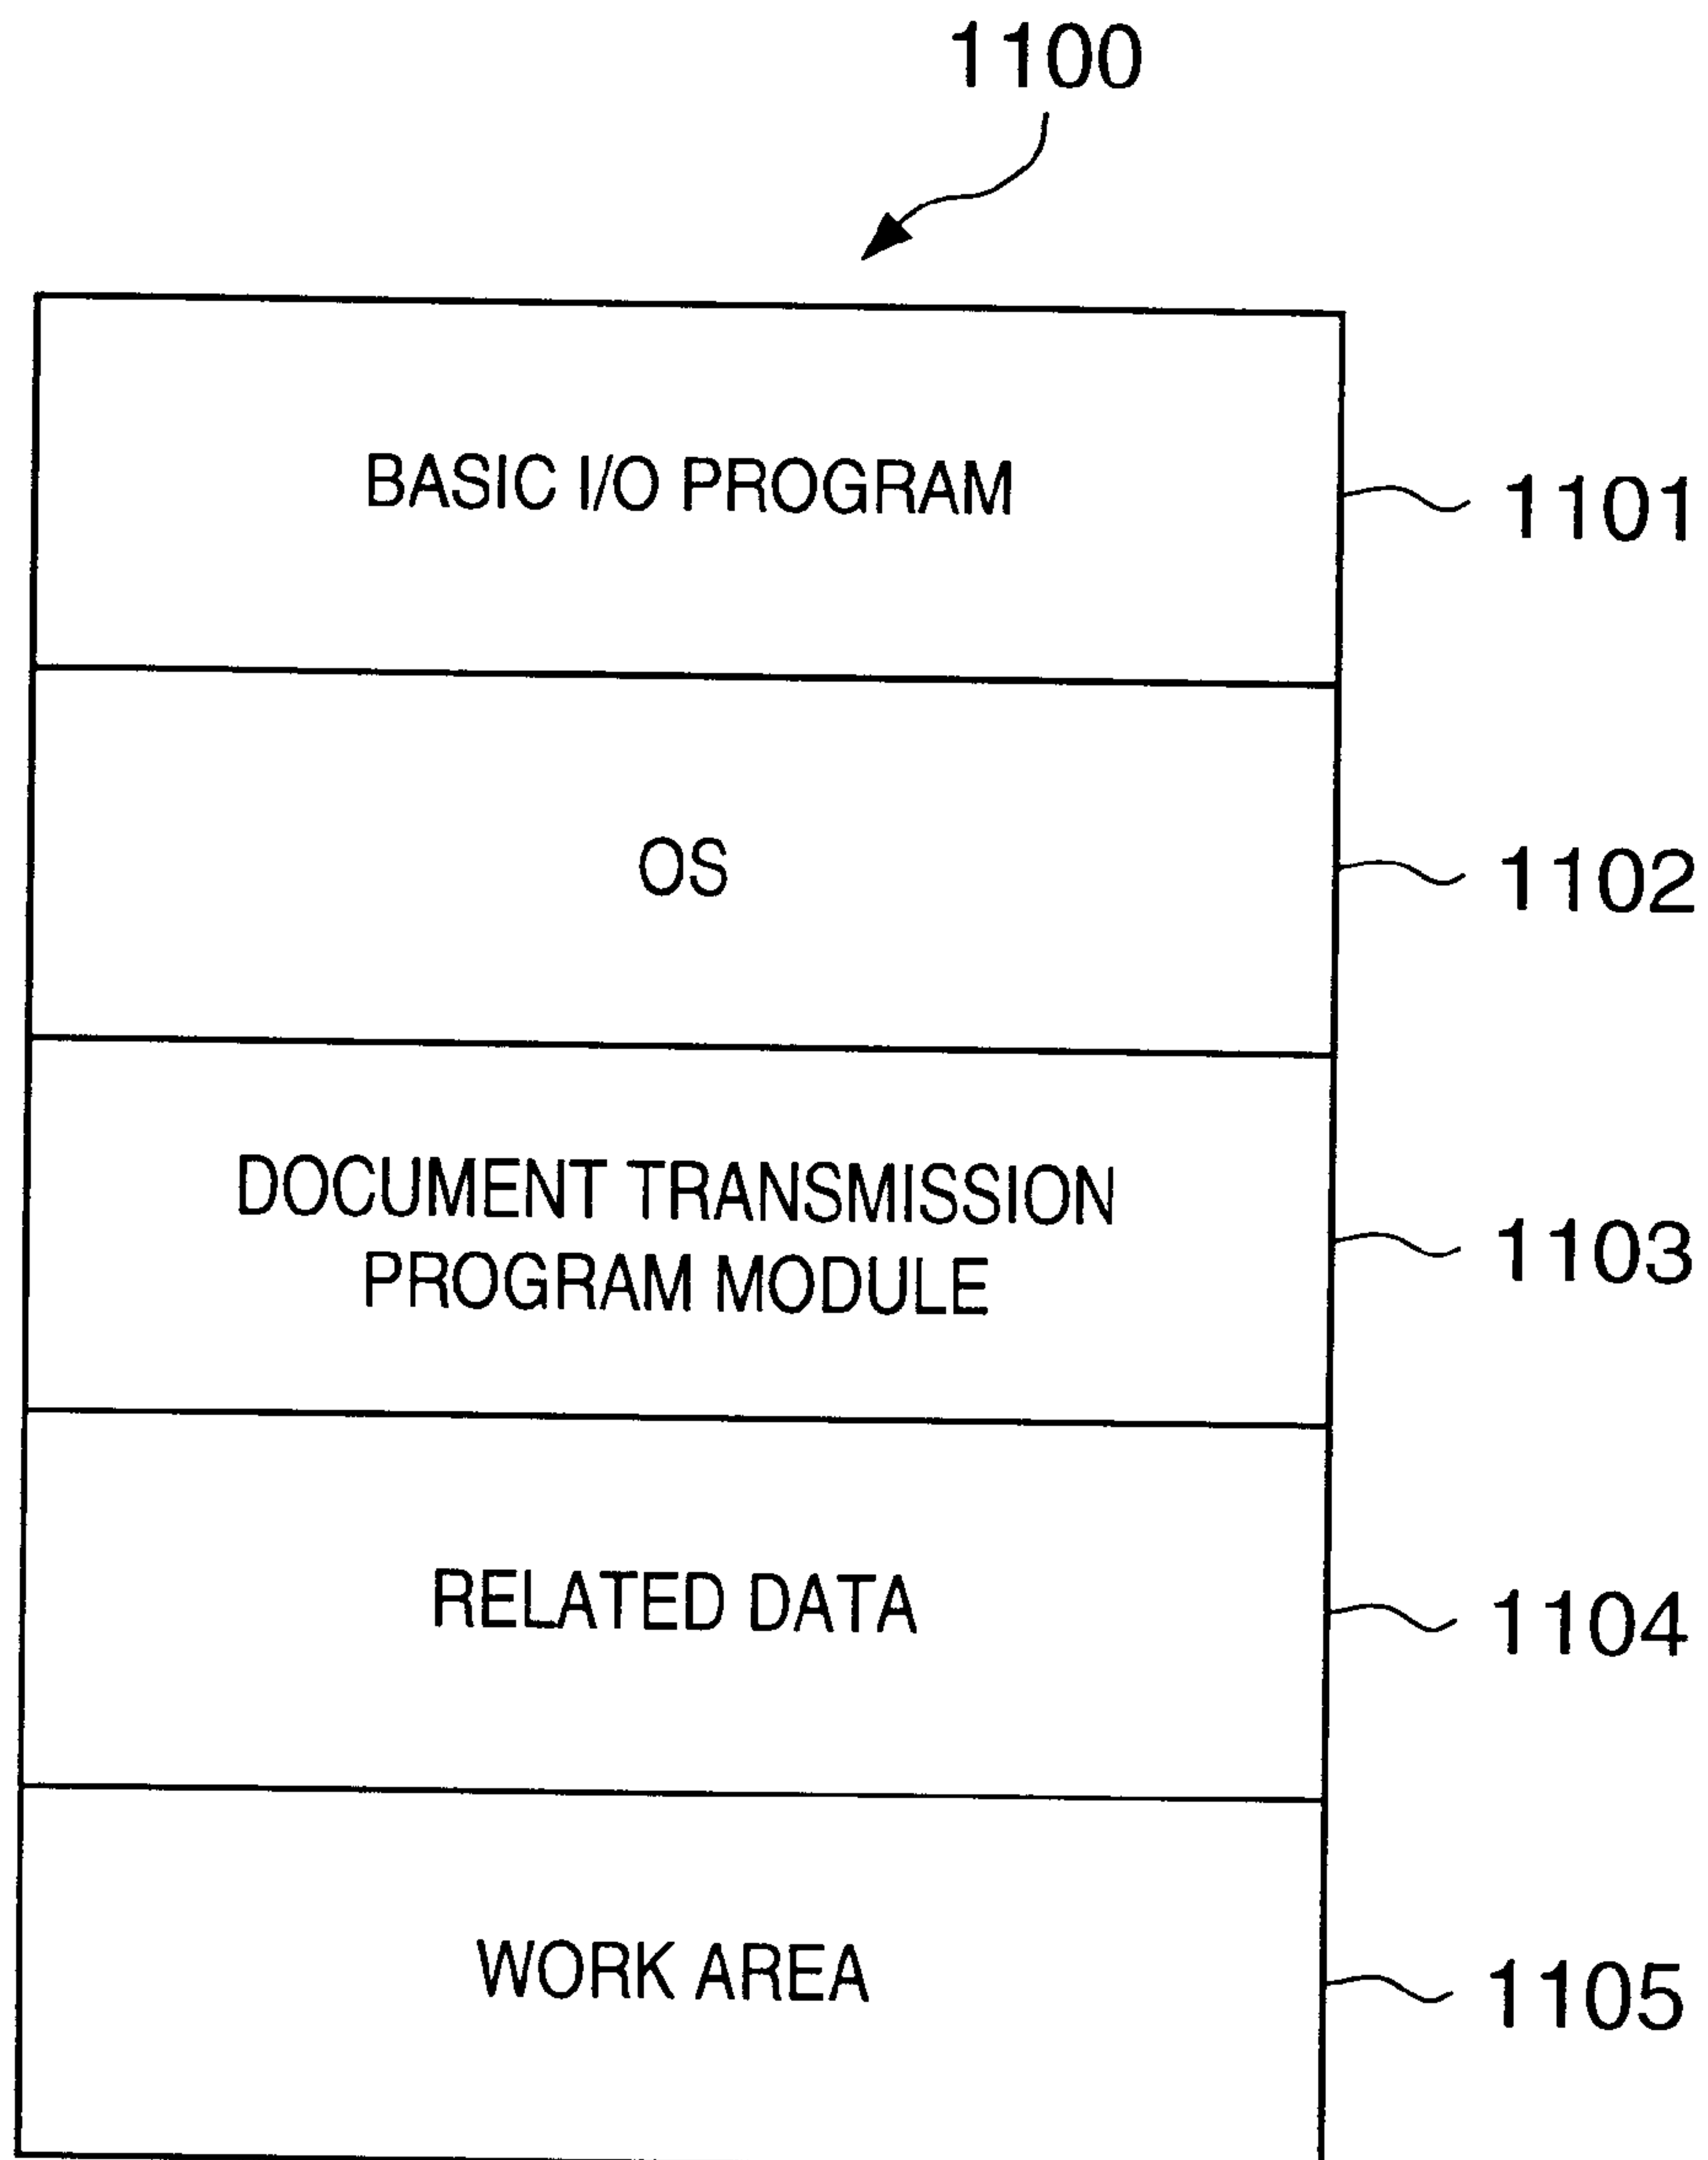 1100
BASIC I/O PROGRAM
1101
OS
1102
DOCUMENT TRANSMISSION
PROGRAM MODULE
1103
RELATED DATA
1104
WORK AREA
1105